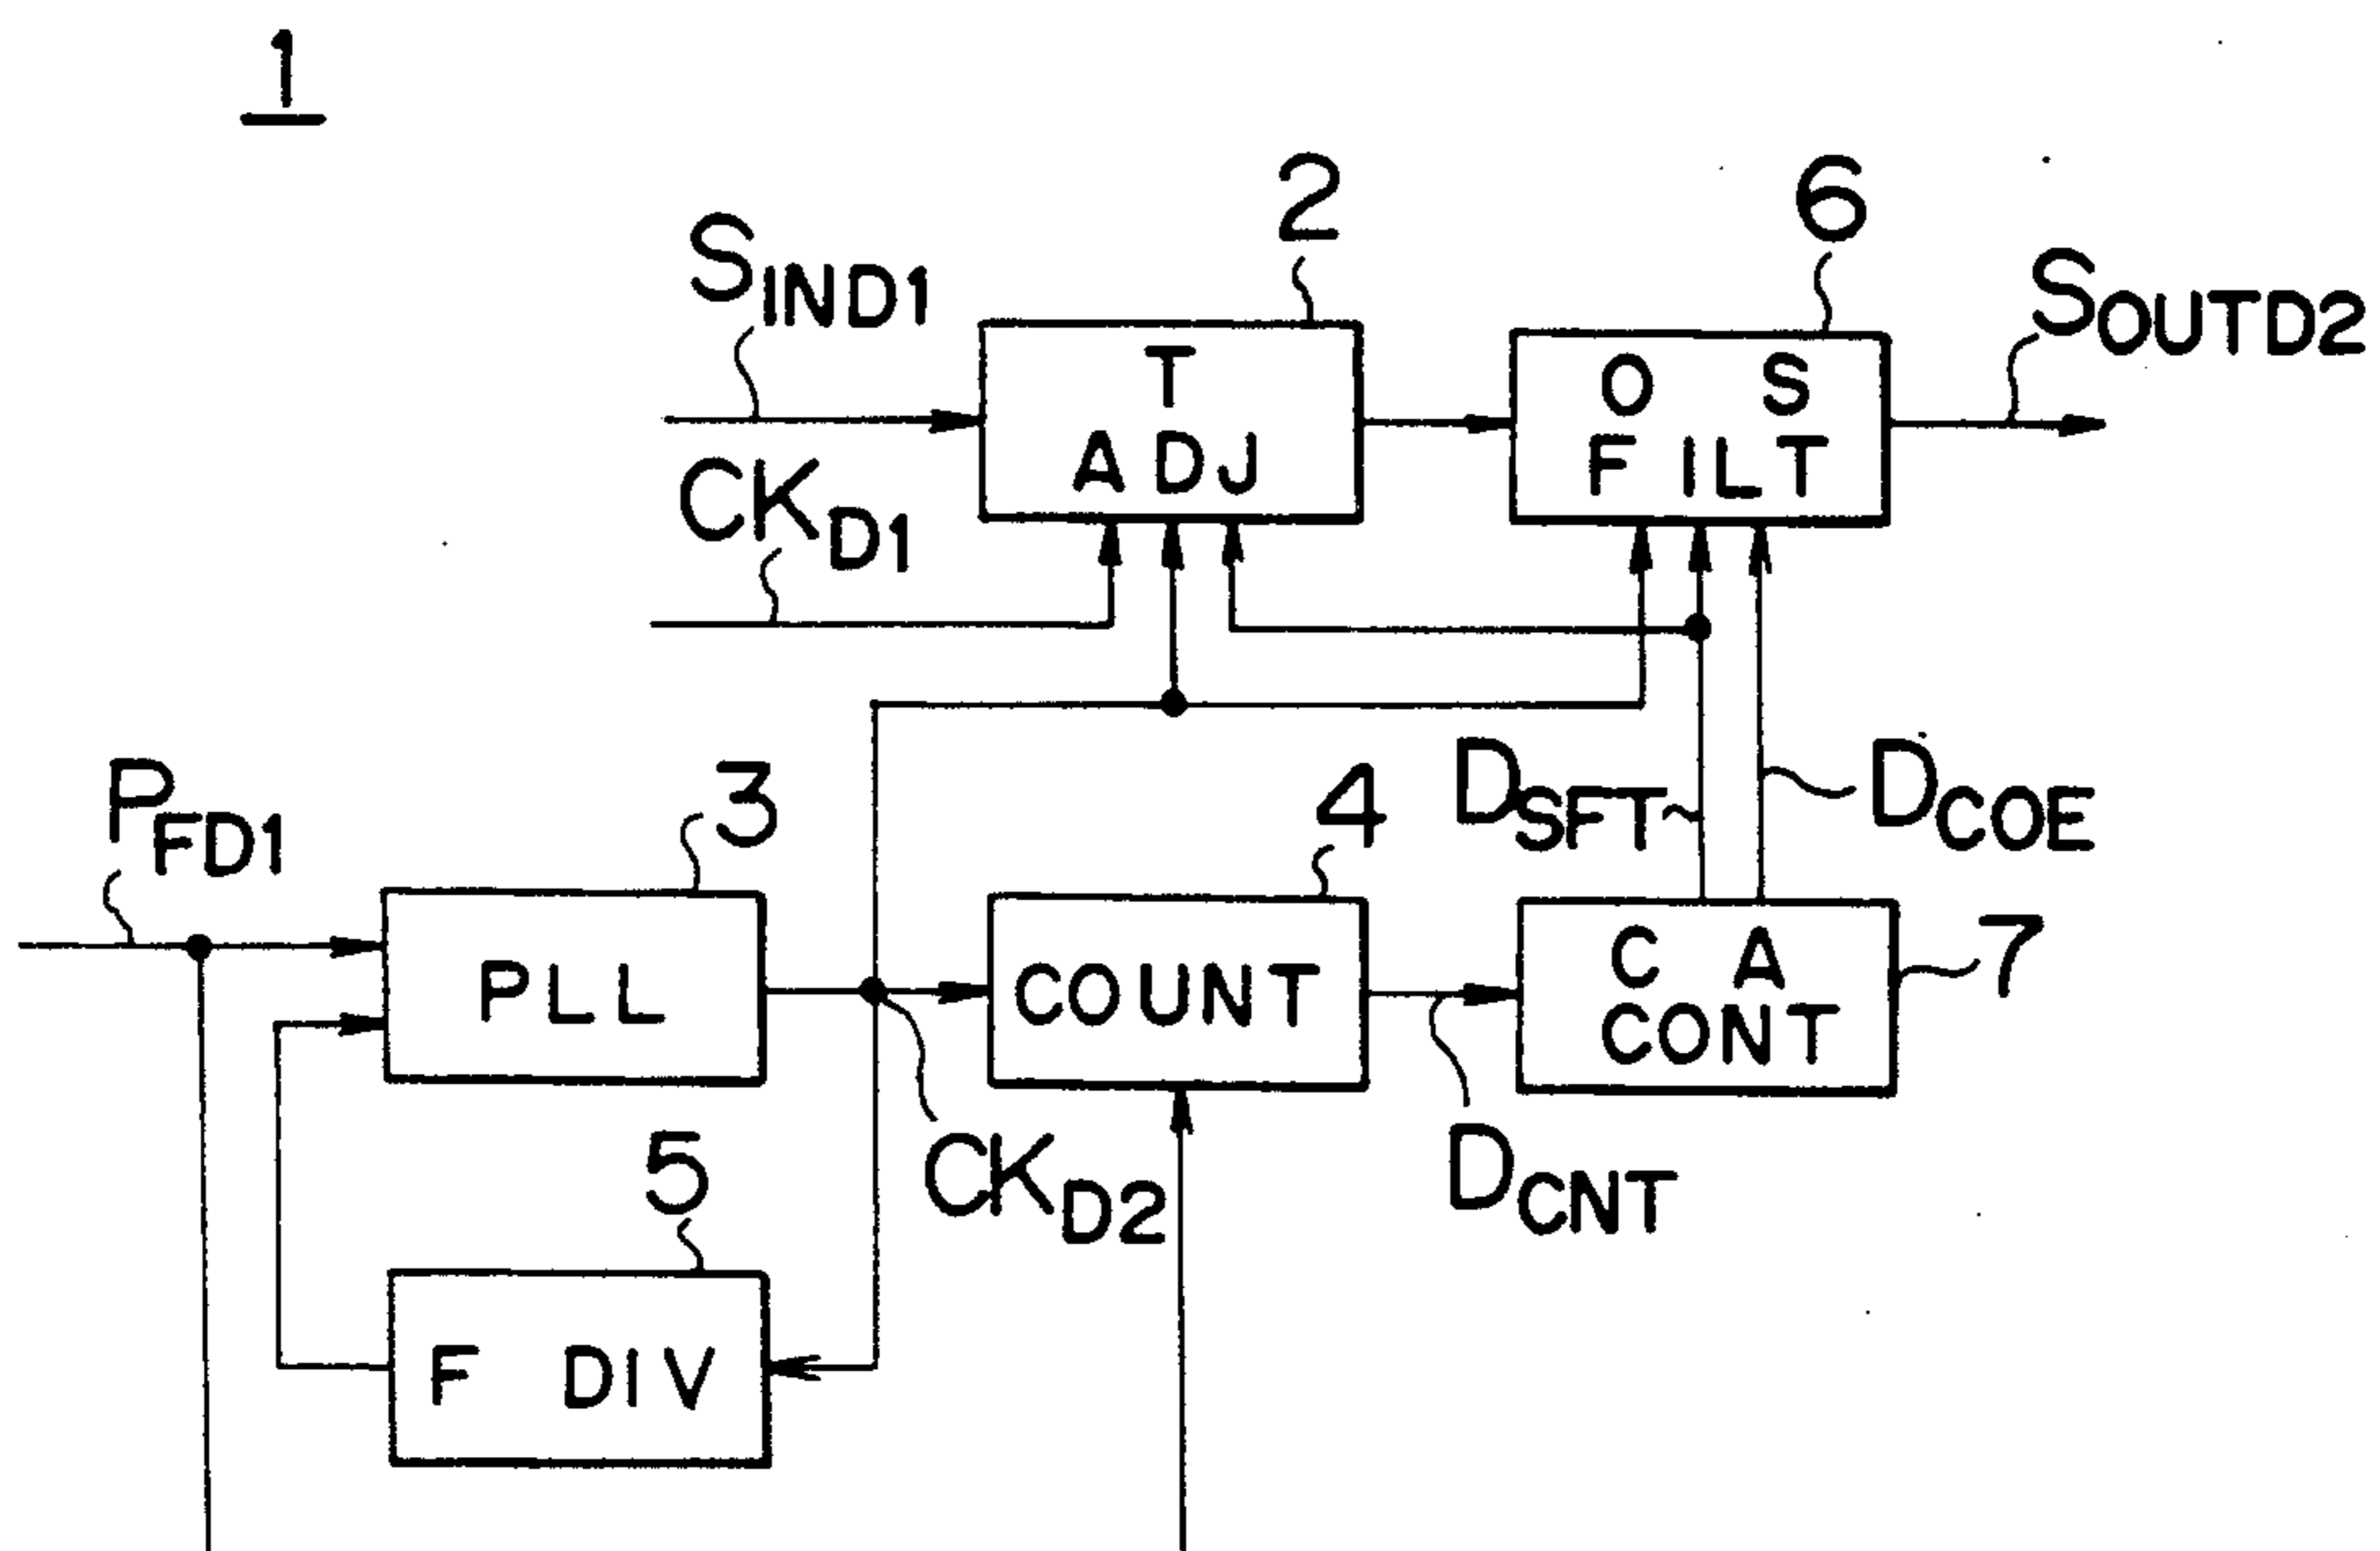 1
2
6
SIND1
SOUTD2
T
ADJ
O S
FILT
CKD1
PFD1
3
4
DSFT
DCOE
PLL
COUNT
C A
CONT
7
5
CKD2
DCNT
F DIV